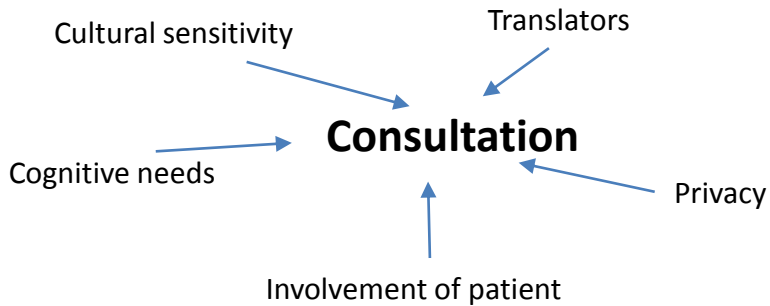 Translators
Cultural sensitivity
Consultation
Cognitive needs
Privacy
Involvement of patient